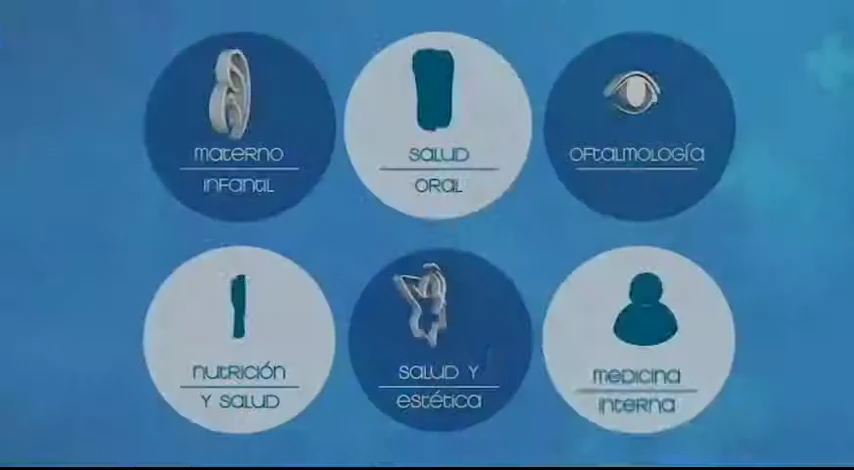 Materno
Infantil
Salud
Oral
Oftalmología
Nutrición
y Salud
Salud y
Estética
Medicina
Interna